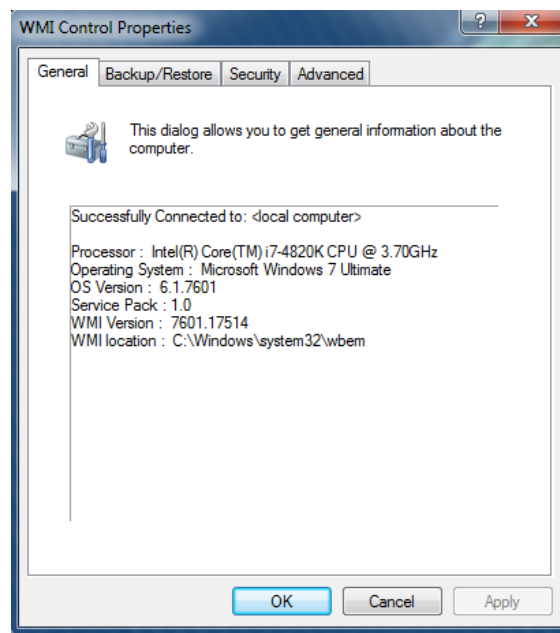 WMI Control Properties
General
Backup/Restore
Security
Advanced
This dialog allows you to get general information about the
computer.
Successfully Connected to: <local computer>
Processor : Intel(R) Core(TM) i7-4820K CPU @ 3.70GHz
Operating System : Microsoft Windows 7 Ultimate
OS Version : 6.1.7601
Service Pack : 1.0
WMI Version : 7601.17514
WMI location : C:\Windows\system32\wbem
OK
Cancel
Apply